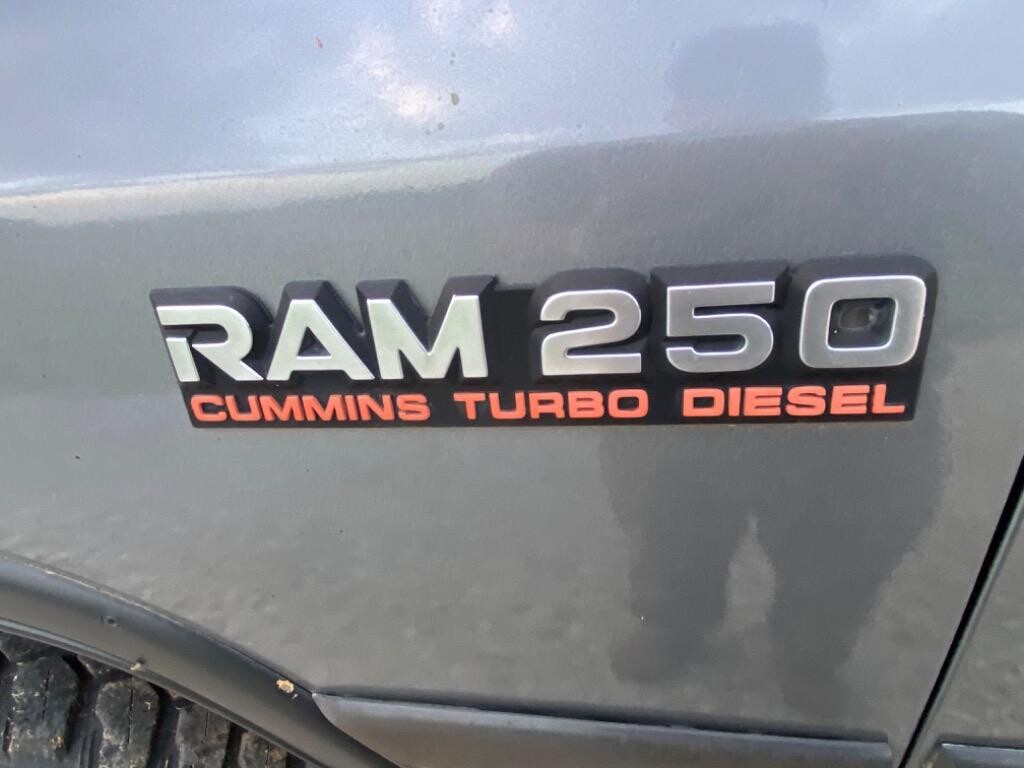 RAM 250
CUMMINS TURBO DIESEL